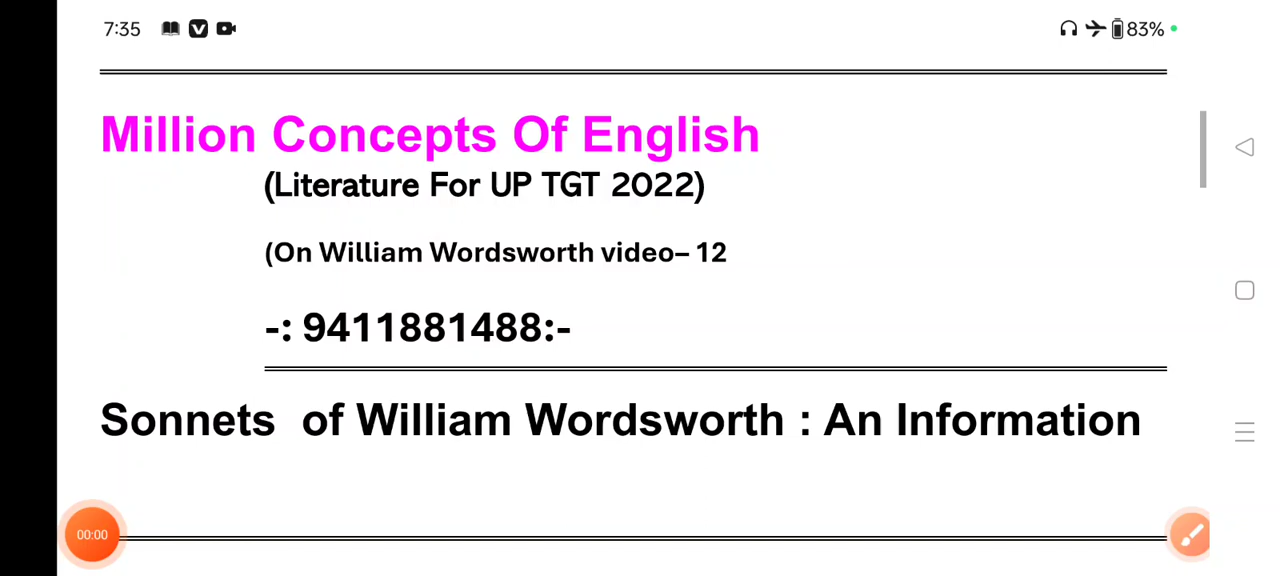 7:35 83%
Million Concepts Of English
(Literature For UP TGT 2022)
(On William Wordsworth video– 12
-: 9411881488:-
Sonnets of William Wordsworth : An Information
00:00